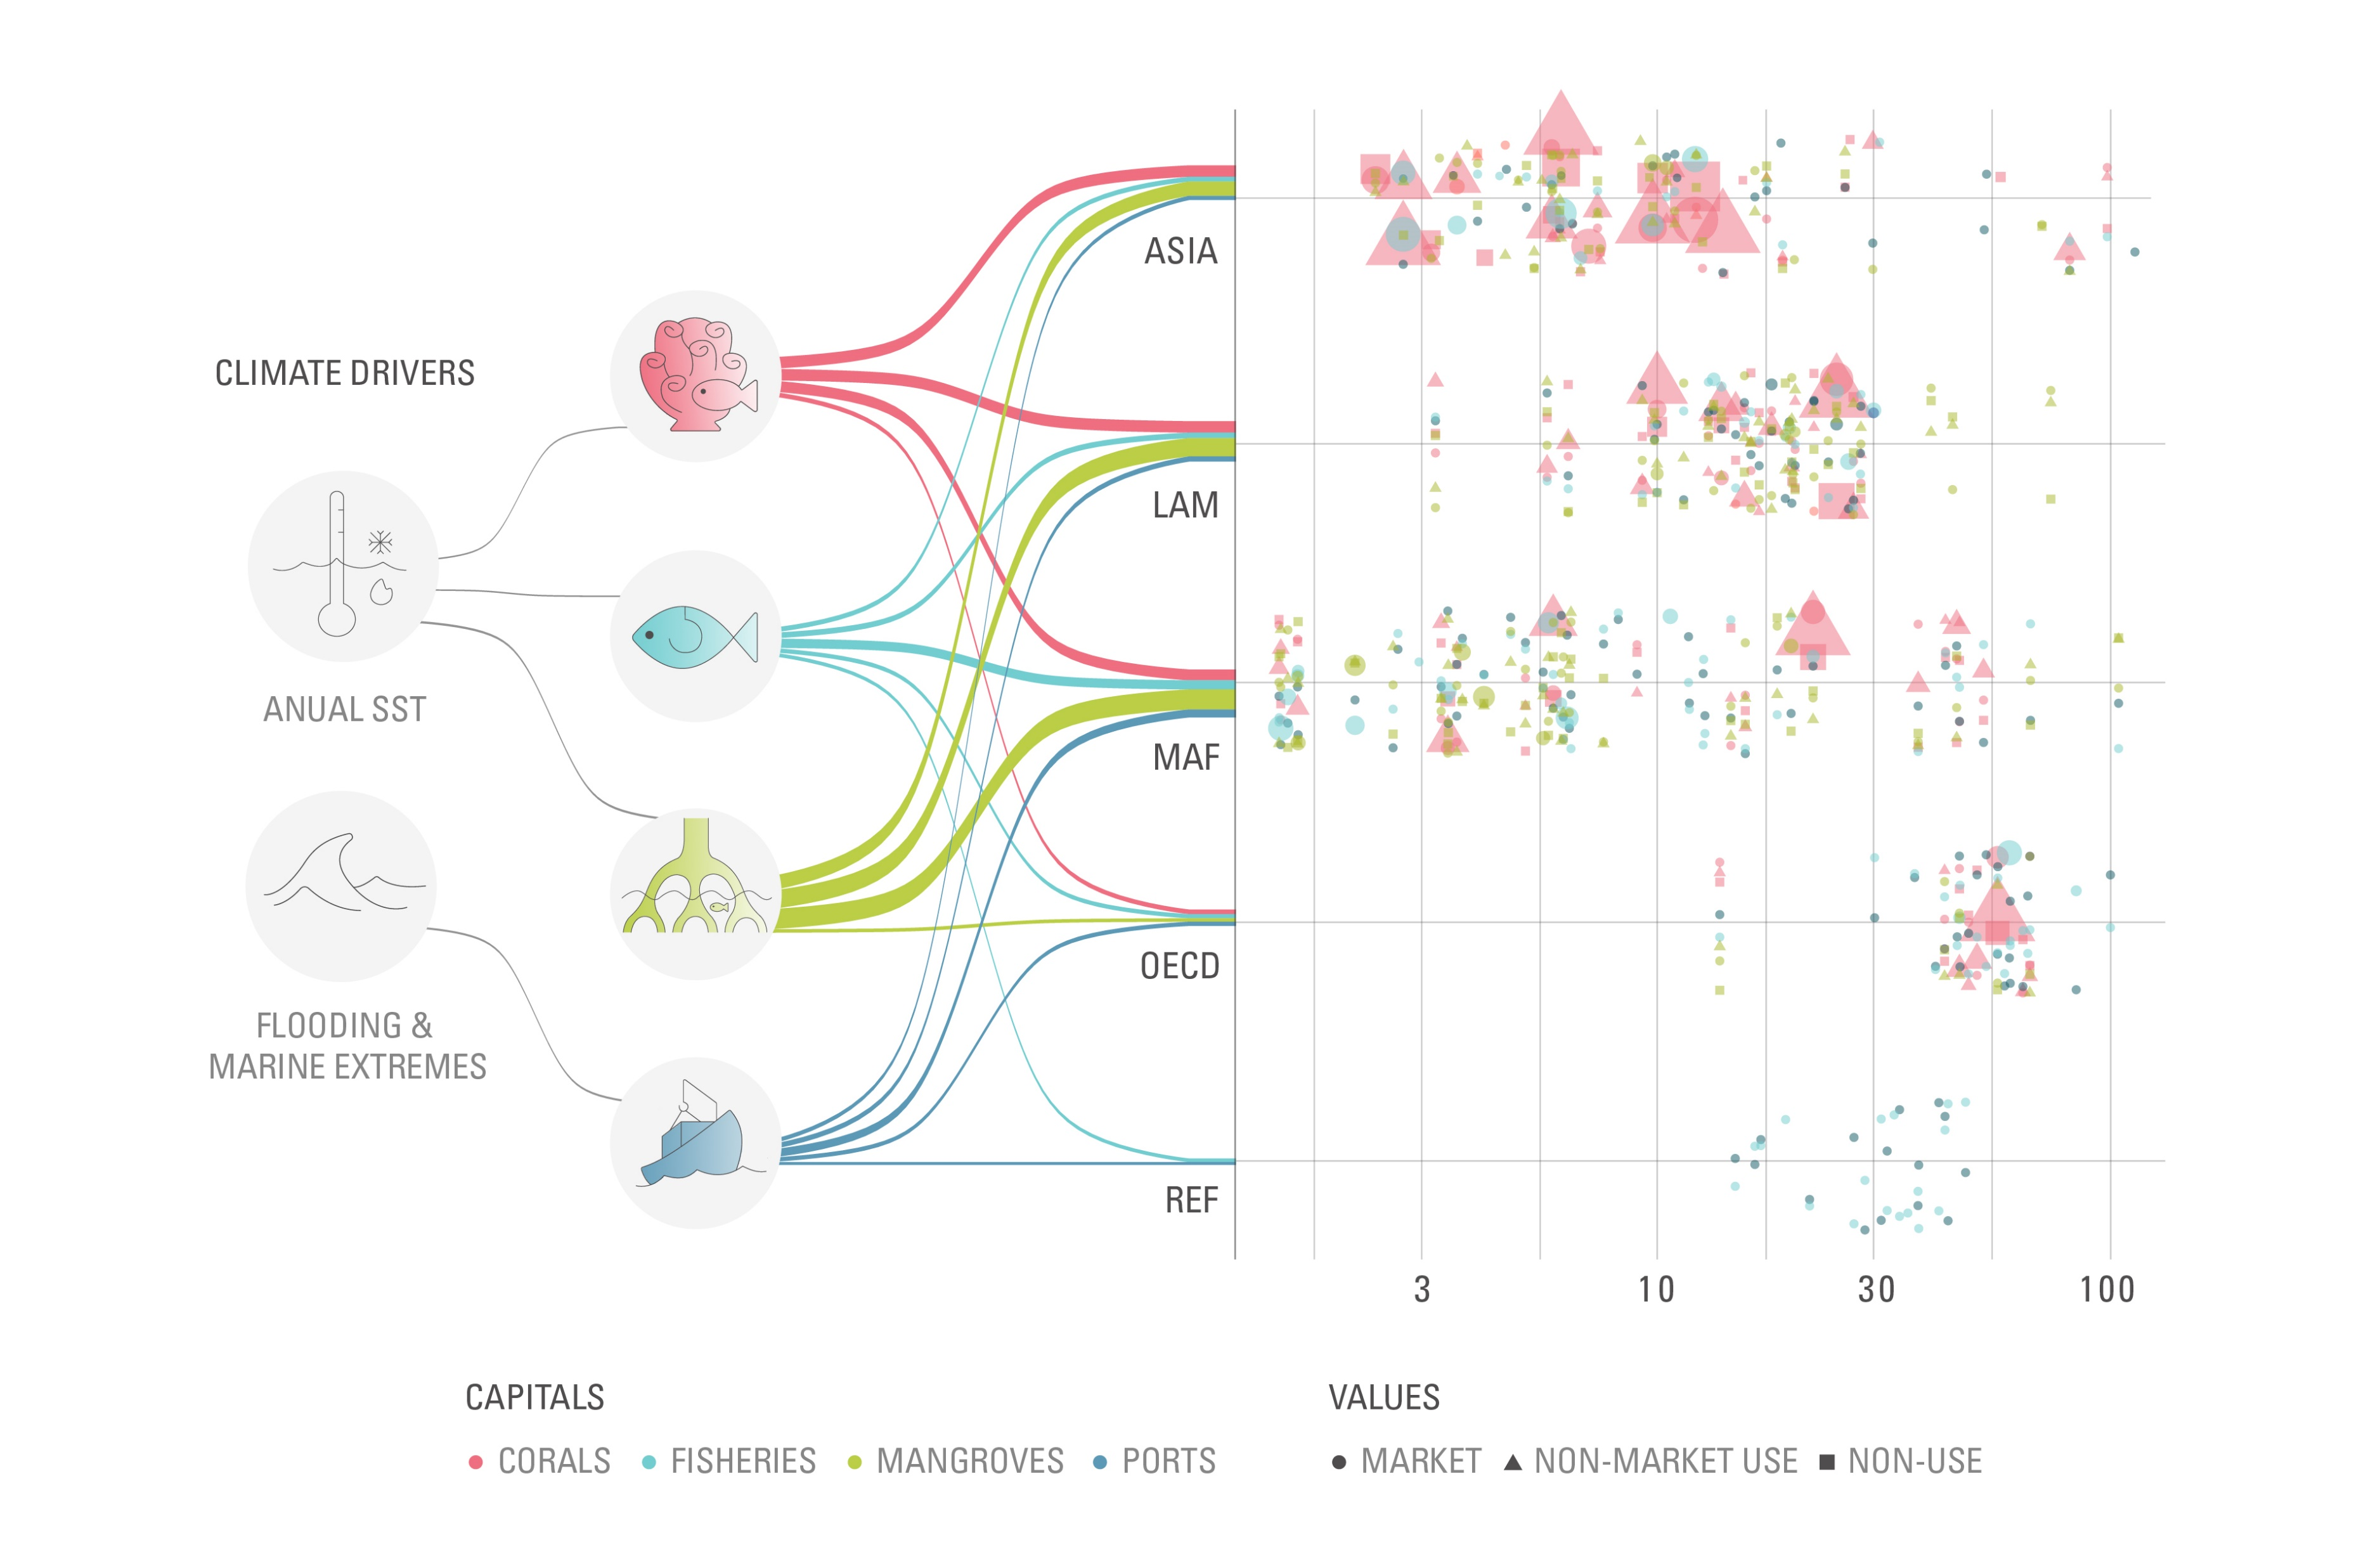 CLIMATE DRIVERS
ANUAL SST
FLOODING &
MARINE EXTREMES
ASIA
LAM
MAF
OECD
REF
3 10 30 100
CAPITALS
CORALS FISHERIES MANGROVES PORTS
VALUES
MARKET NON-MARKET USE NON-USE